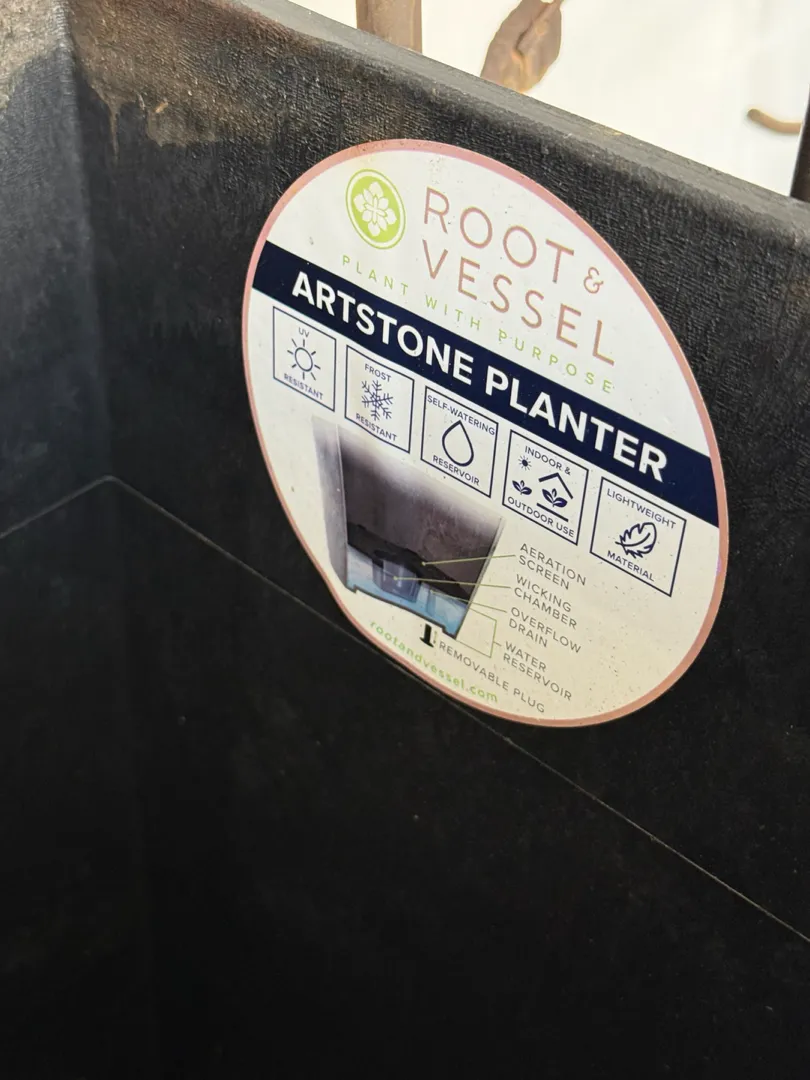 ROOT &
VESSEL
PLANT WITH PURPOSE
ARTSTONE PLANTER
UV
RESISTANT
FROST
RESISTANT
SELF-WATERING
RESERVOIR
INDOOR &
OUTDOOR USE
LIGHTWEIGHT
MATERIAL
AERATION
SCREEN
WICKING
CHAMBER
OVERFLOW
DRAIN
WATER
RESERVOIR
REMOVABLE PLUG
rootandvessel.com